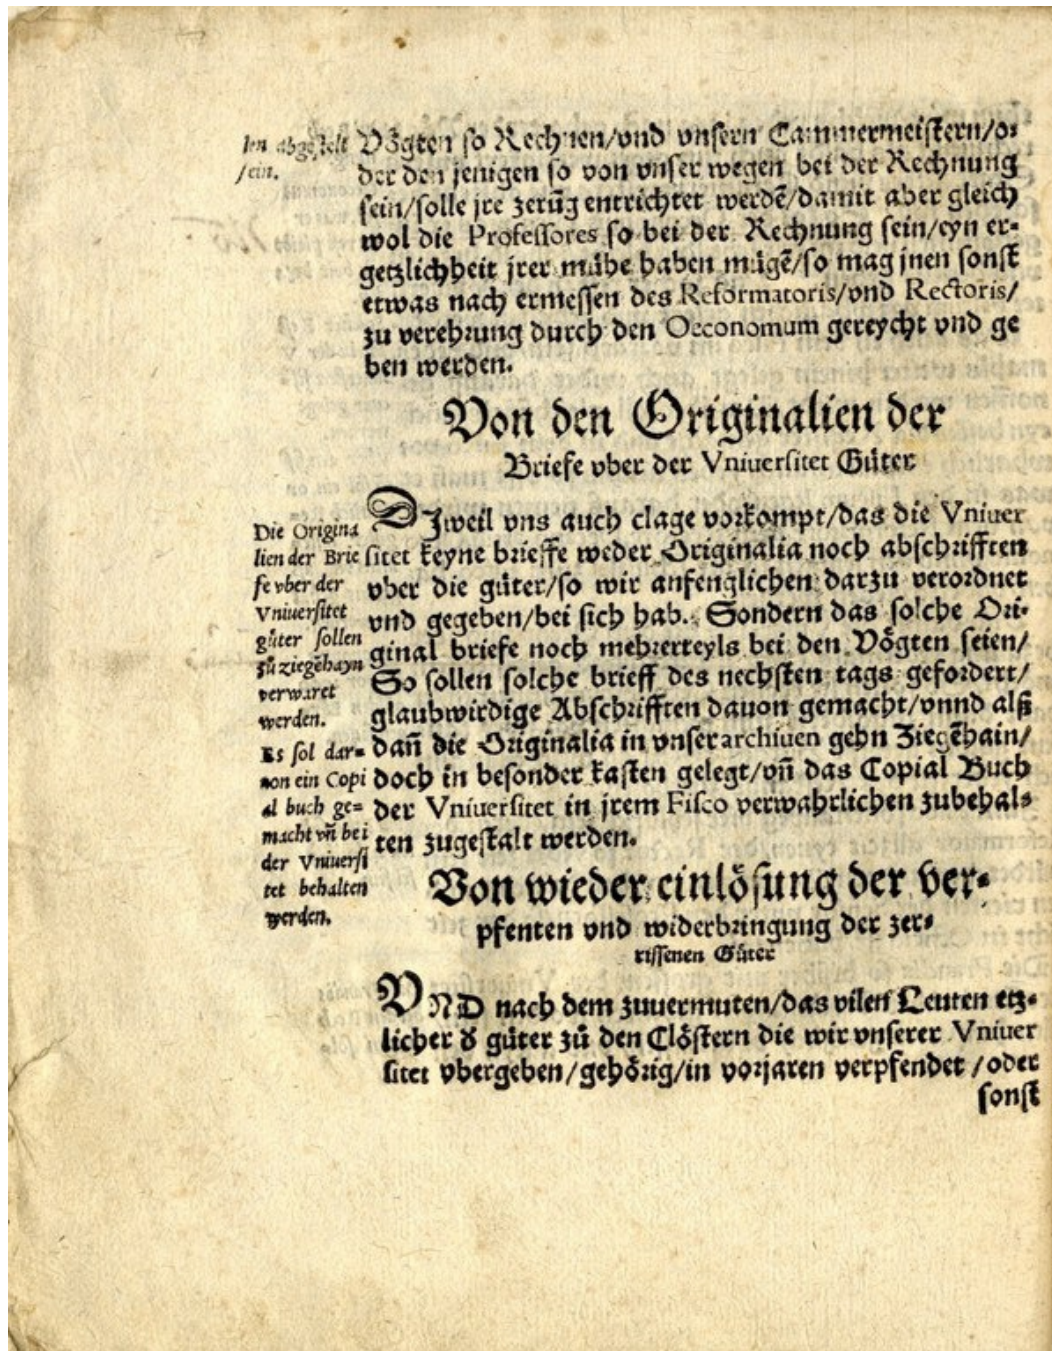 len abgestelt
sein.
Vögten so Rechnen/vnd vnsern Cammermeistern/o⸗
der den jenigen so von vnser wegen bei der Rechnung
sein/solle jre zerũg entrichtet werdẽ/damit aber gleich
wol die Professores so bei der Rechnung sein/eyn er⸗
getzlichheit jrer mühe haben mügẽ/so mag jnen sonst
etwas nach ermessen des Reformatoris/vnd Rectoris/
zu verehrung durch den Oeconomum gereycht vnd ge
ben werden.
Von den Originalien der
Briefe vber der Vniuersitet Güter
Die Origina
lien der Brie
fe vber der
Vniuersitet
güter sollen
zů ziegẽhayn
verwaret
werden.
Es sol dar⸗
uon ein Copi
al buch ge⸗
macht vñ bei
der Vniuersi
tet behalten
werden.
DJweil vns auch clage vorkompt/das die Vniuer
sitet keyne brieffe weder Originalia noch abschrifften
vber die güter/so wir anfenglichen darzu verordnet
vnd gegeben/bei sich hab. Sondern das solche Ori⸗
ginal briefe noch mehrerteyls bei den Vögten seien/
So sollen solche brieff des nechsten tags gefordert/
glaubwirdige Abschrifften dauon gemacht/vnnd alß
dañ die Originalia in vnser archiuen gehn Ziegẽhain/
doch in besonder kasten gelegt/vñ das Copial Buch
der Vniuersitet in jrem Fisco verwahrlichen zubehal⸗
ten zugestalt werden.
Von wieder einlösung der ver⸗
pfenten vnd widerbringung der zer⸗
rissenen Güter
VND nach dem zuuermuten/das vilen Leuten etz⸗
licher d' güter zů den Clöstern die wir vnserer Vniuer
sitet vbergeben/gehörig/in vorjaren verpfendet/oder
sonst